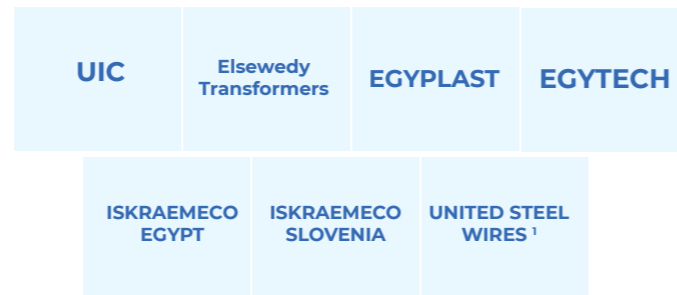 UIC
Elsewedy
Transformers
EGYPLAST
EGYTECH
ISKRAEMECO
EGYPT
ISKRAEMECO
SLOVENIA
UNITED STEEL
WIRES ¹